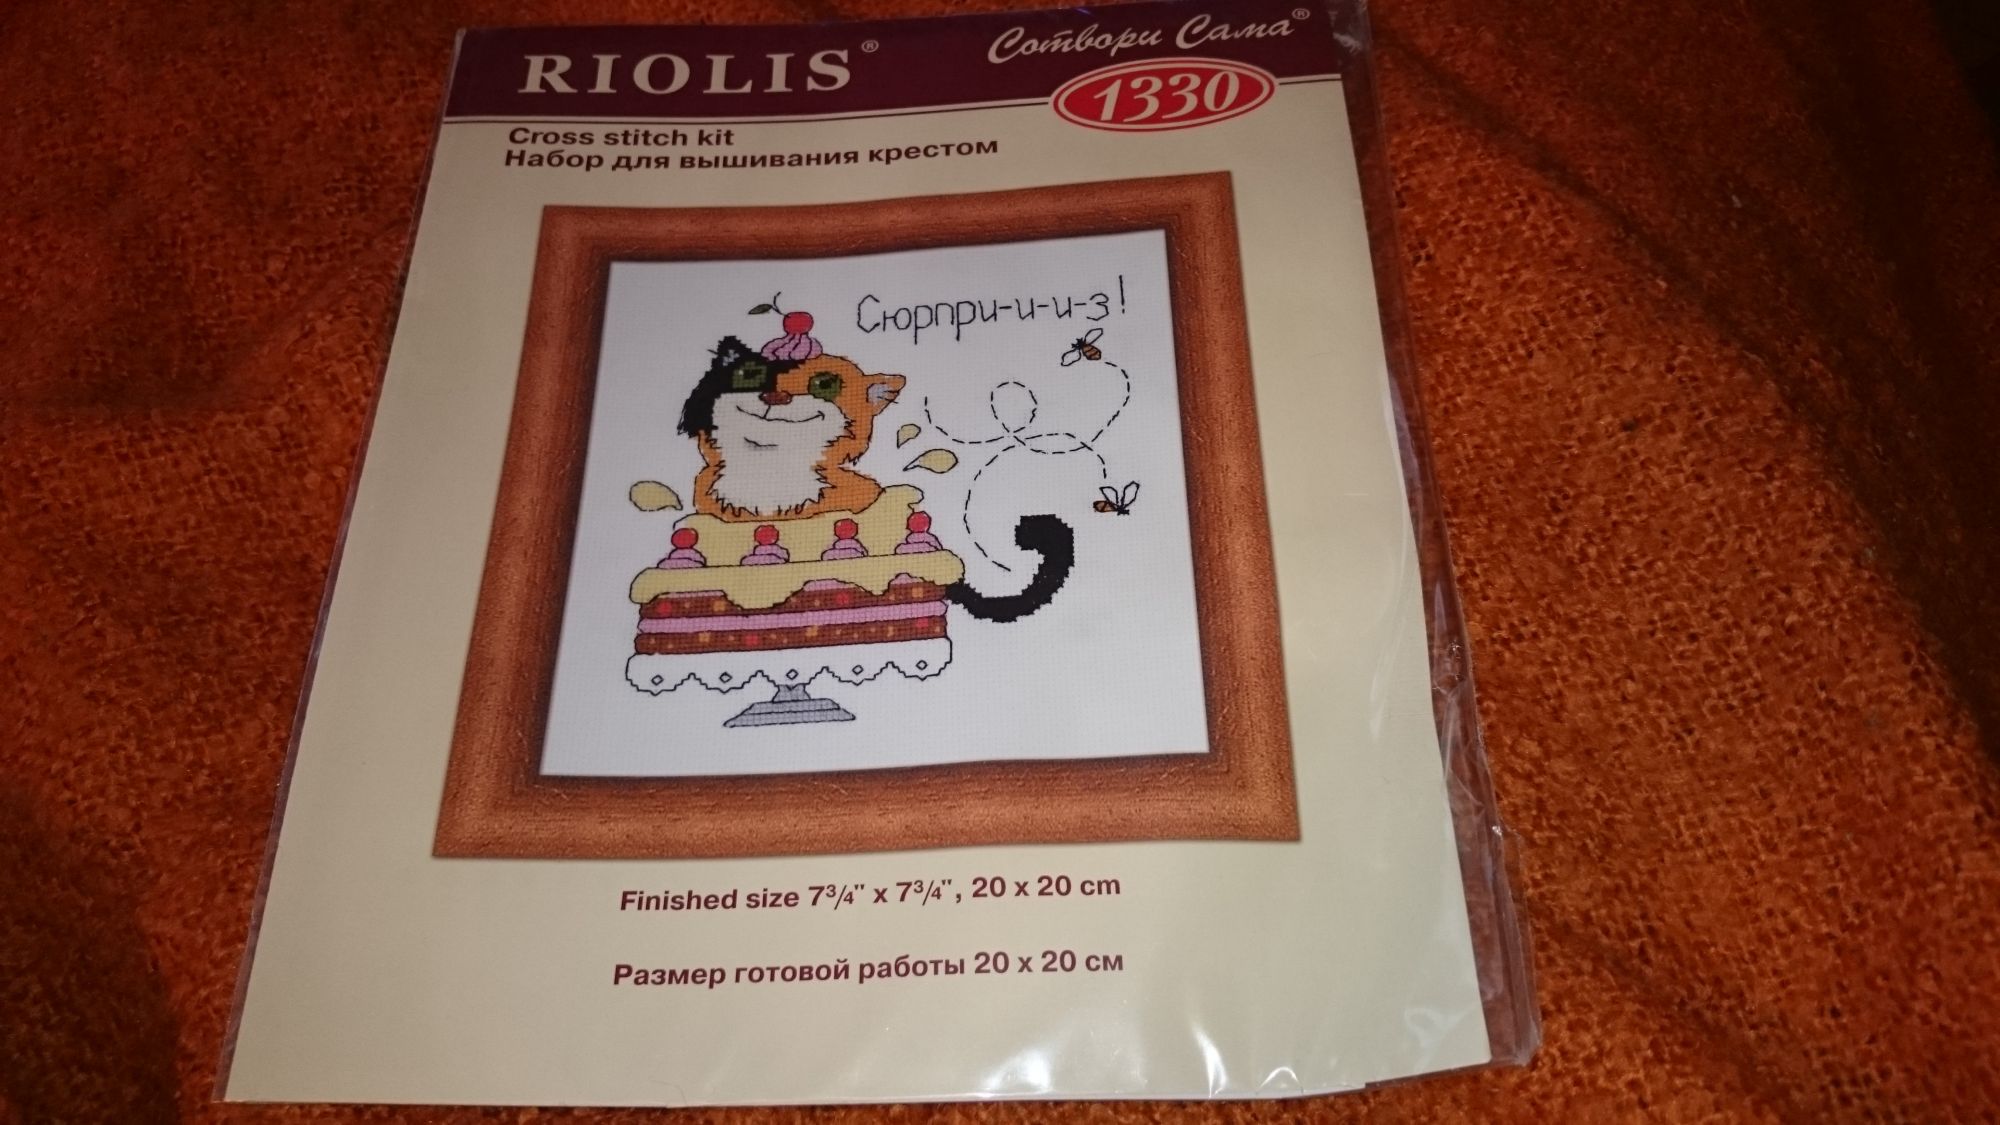 RIOLIS®
Сотвори Сама®
1330
Cross stitch kit
Набор для вышивания крестом
Сюрпри-и-и-з!
Finished size 7¾" x 7¾", 20 x 20 cm
Размер готовой работы 20 x 20 см